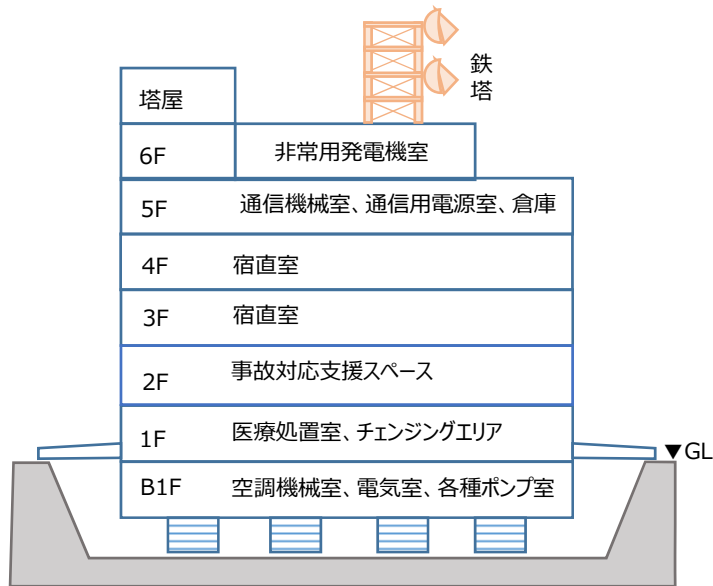 鉄
塔
塔屋
6F 非常用発電機室
5F 通信機械室、通信用電源室、倉庫
4F 宿直室
3F 宿直室
2F 事故対応支援スペース
1F 医療処置室、チェンジングエリア
▼GL
B1F 空調機械室、電気室、各種ポンプ室